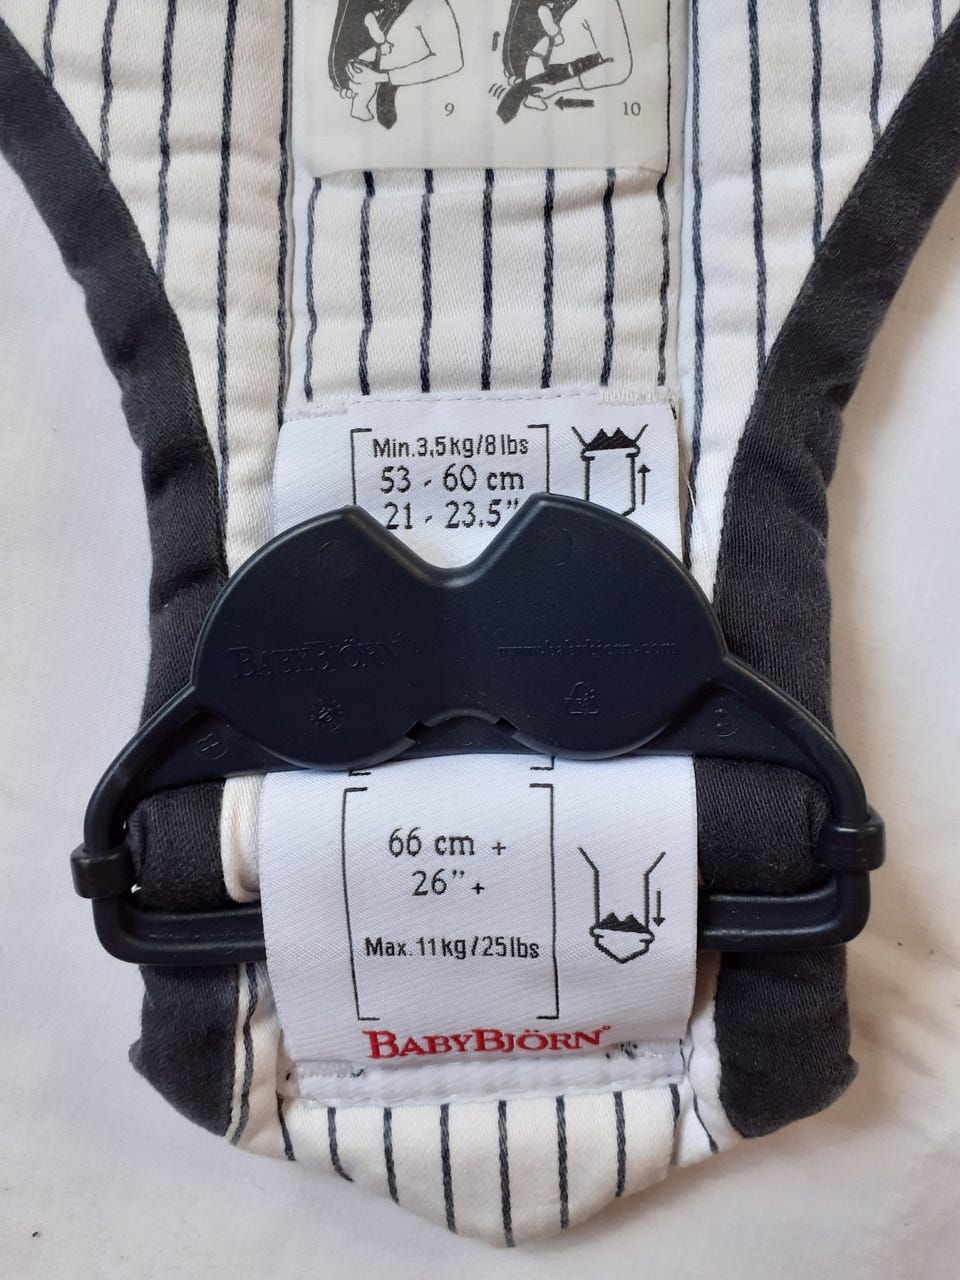 9
10
Min.3,5kg/8lbs
53 - 60 cm
21 - 23.5"
BABYBJÖRN
www.babybjorn.com
66 cm +
26" +
Max. 11kg/25lbs
BABYBJÖRN